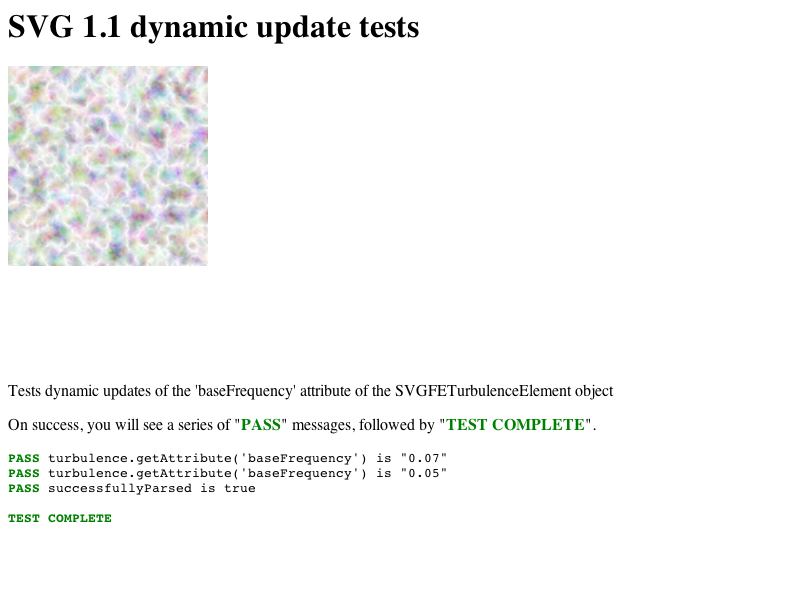 SVG 1.1 dynamic update tests
Tests dynamic updates of the 'baseFrequency' attribute of the SVGFETurbulenceElement object
On success, you will see a series of "PASS" messages, followed by "TEST COMPLETE".
PASS turbulence.getAttribute('baseFrequency') is "0.07"
PASS turbulence.getAttribute('baseFrequency') is "0.05"
PASS successfullyParsed is true
TEST COMPLETE